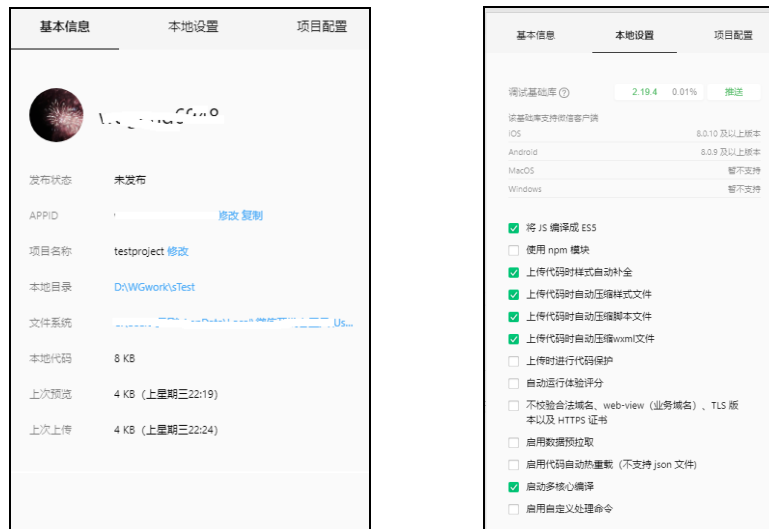 基本信息 本地设置 项目配置
发布状态 未发布
APPID 修改 复制
项目名称 testproject 修改
本地目录 D:\WGwork\sTest
文件系统 Us...
本地代码 8 KB
上次预览 4 KB (上星期三22:19)
上次上传 4 KB (上星期三22:24)
基本信息 本地设置 项目配置
调试基础库 ? 2.19.4 0.01% 推送
该基础库支持微信客户端
iOS 8.0.10 及以上版本
Android 8.0.9 及以上版本
MacOS 暂不支持
Windows 暂不支持
将 JS 编译成 ES5
使用 npm 模块
上传代码时样式自动补全
上传代码时自动压缩样式文件
上传代码时自动压缩脚本文件
上传代码时自动压缩wxml文件
上传时进行代码保护
自动运行体验评分
不校验合法域名、web-view（业务域名）、TLS 版
本以及 HTTPS 证书
启用数据预拉取
启用代码自动热重载（不支持 json 文件)
启动多核心编译
启用自定义处理命令